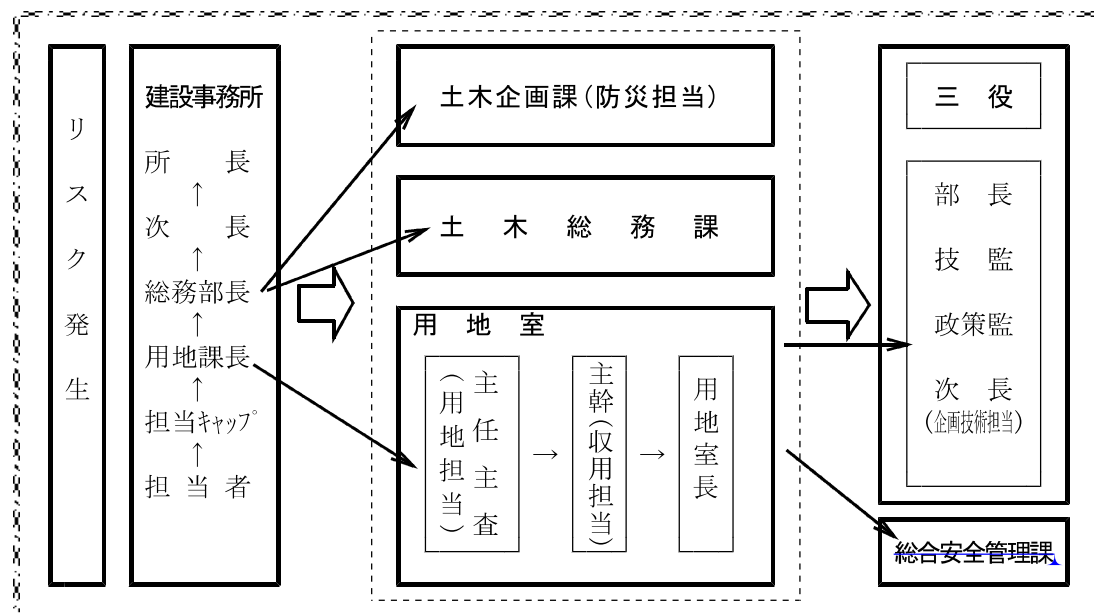 リスク発生
建設事務所
所長
↑
次長
↑
総務部長
↑
用地課長
↑
担当キャップ
↑
担当者
土木企画課(防災担当)
土木総務課
用地室
主任主査
(用地担当)
→
主幹(収用担当)
→
用地室長
三役
部長
技監
政策監
次長
(企画技術担当)
総合安全管理課